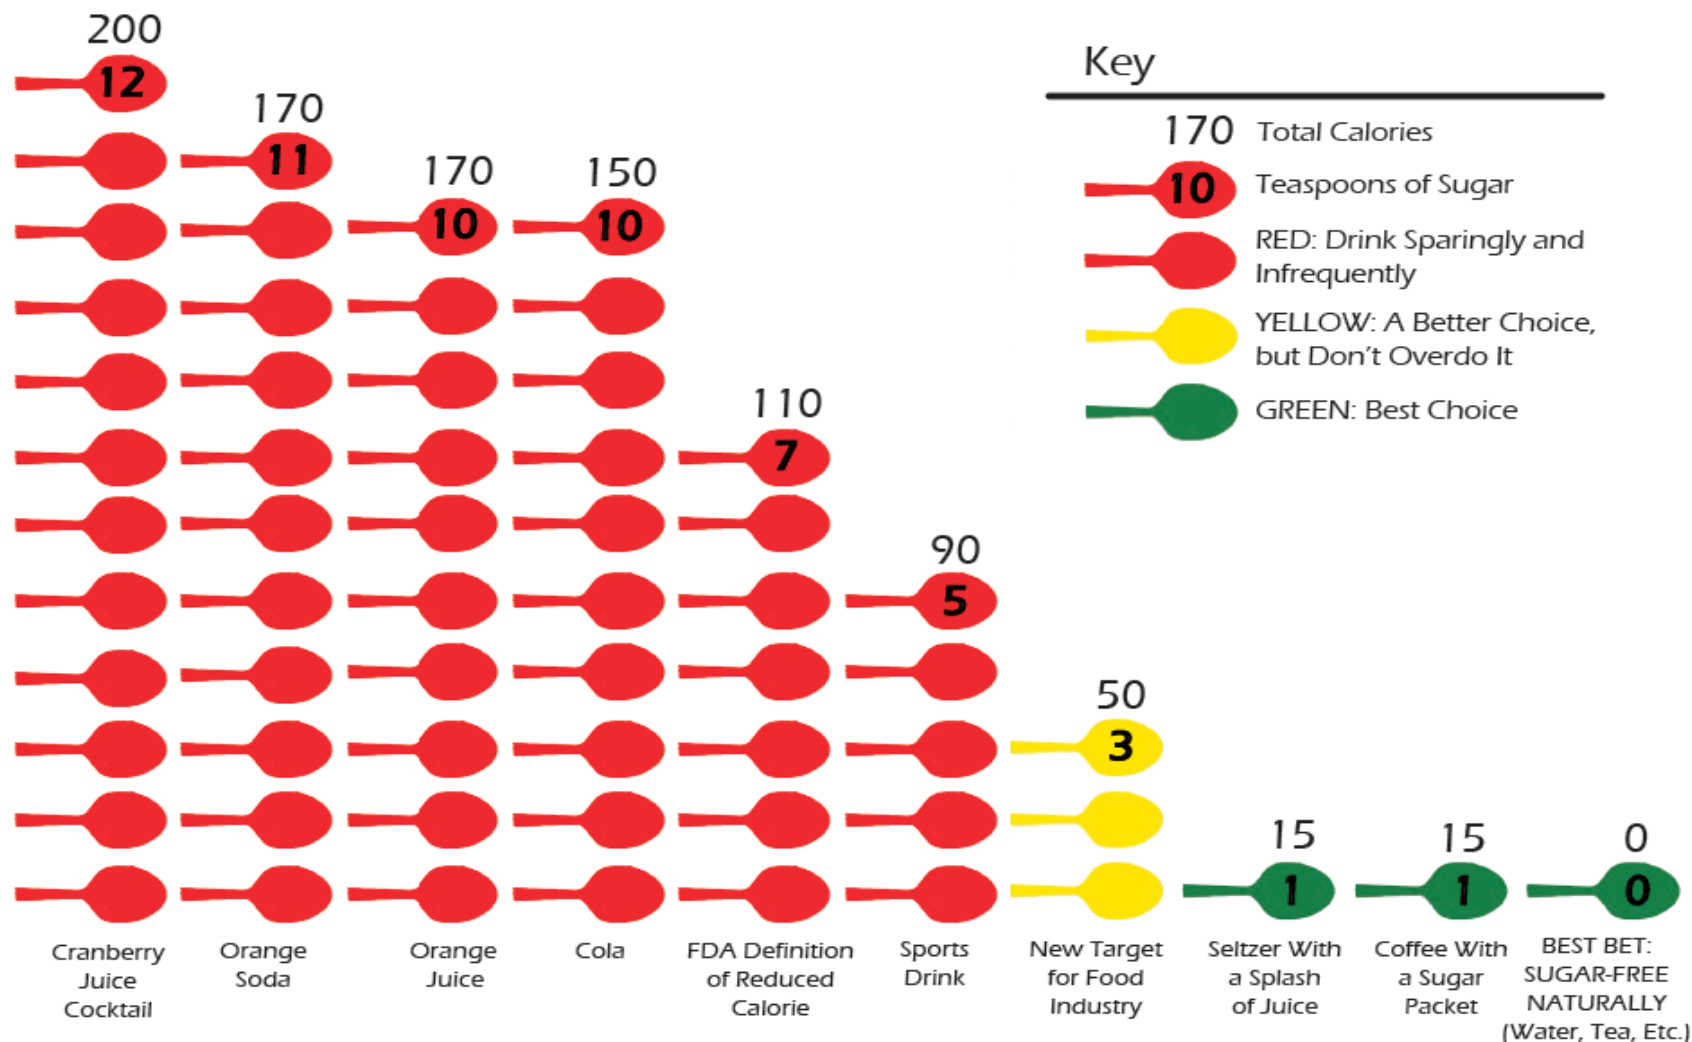 200
12
170
11
170
10
150
10
110
7
90
5
50
3
15
1
15
1
0
0
Key
170 Total Calories
10 Teaspoons of Sugar
RED: Drink Sparingly and
Infrequently
YELLOW: A Better Choice,
but Don't Overdo It
GREEN: Best Choice
Cranberry
Juice
Cocktail
Orange
Soda
Orange
Juice
Cola
FDA Definition
of Reduced
Calorie
Sports
Drink
New Target
for Food
Industry
Seltzer With
a Splash
of Juice
Coffee With
a Sugar
Packet
BEST BET:
SUGAR-FREE
NATURALLY
(Water, Tea, Etc.)